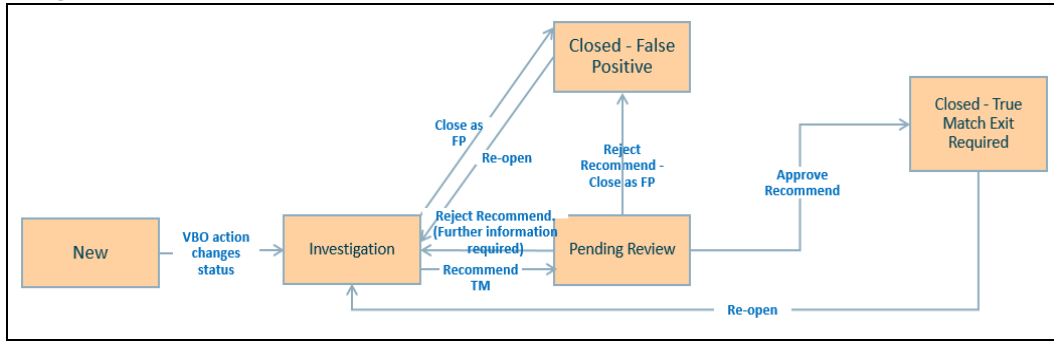 Closed - False
Positive
Closed - True
Match Exit
Required
Close as
FP
Re-open
Reject
Recommend -
Close as FP
Approve
Recommend
New
VBO action
changes
status
Investigation
Reject Recommend.
(Further information
required)
Recommend
TM
Pending Review
Re-open